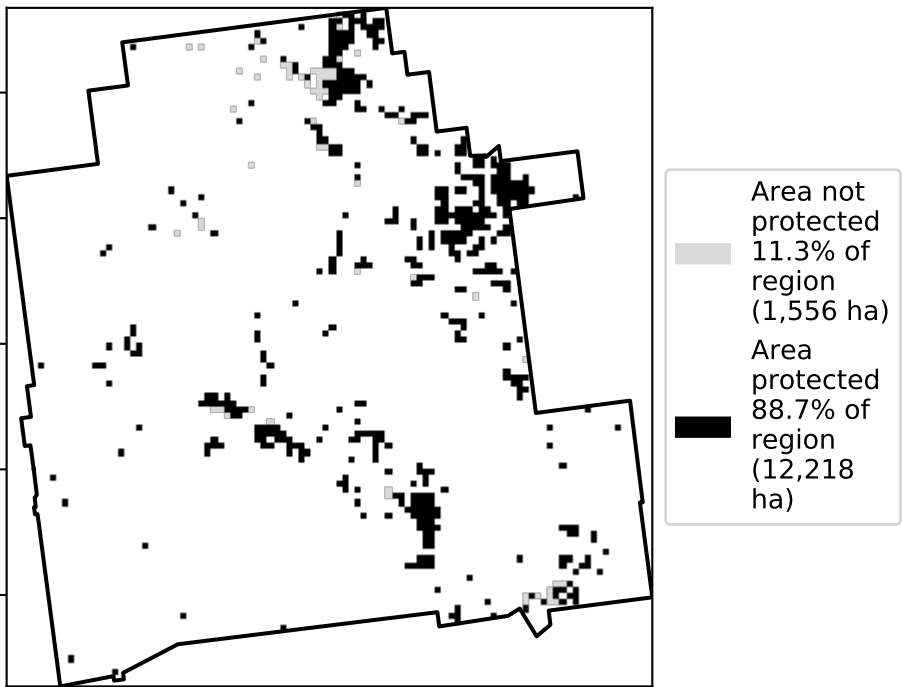 Area not
protected
11.3% of
region
(1,556 ha)
Area
protected
88.7% of
region
(12,218
ha)